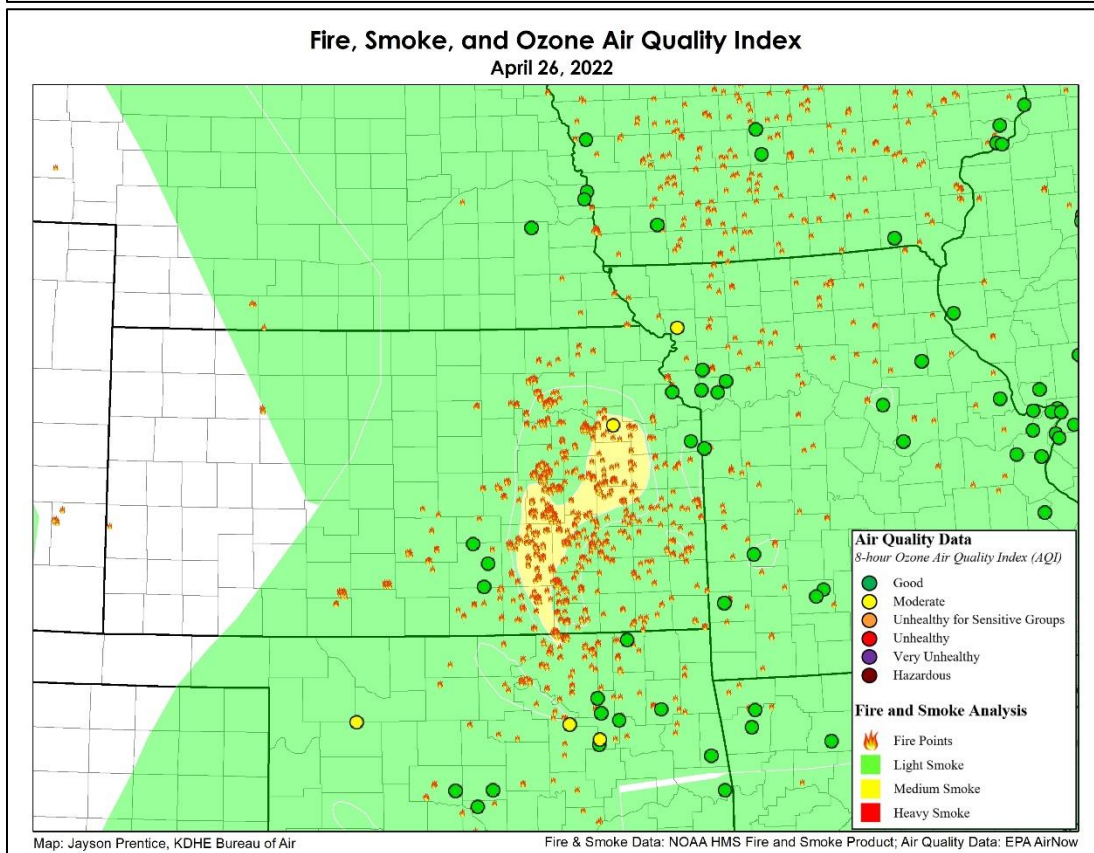 Fire, Smoke, and Ozone Air Quality Index
April 26, 2022
Air Quality Data
8-hour Ozone Air Quality Index (AQI)
Good
Moderate
Unhealthy for Sensitive Groups
Unhealthy
Very Unhealthy
Hazardous
Fire and Smoke Analysis
Fire Points
Light Smoke
Medium Smoke
Heavy Smoke
Map: Jayson Prentice, KDHE Bureau of Air
Fire & Smoke Data: NOAA HMS Fire and Smoke Product; Air Quality Data: EPA AirNow